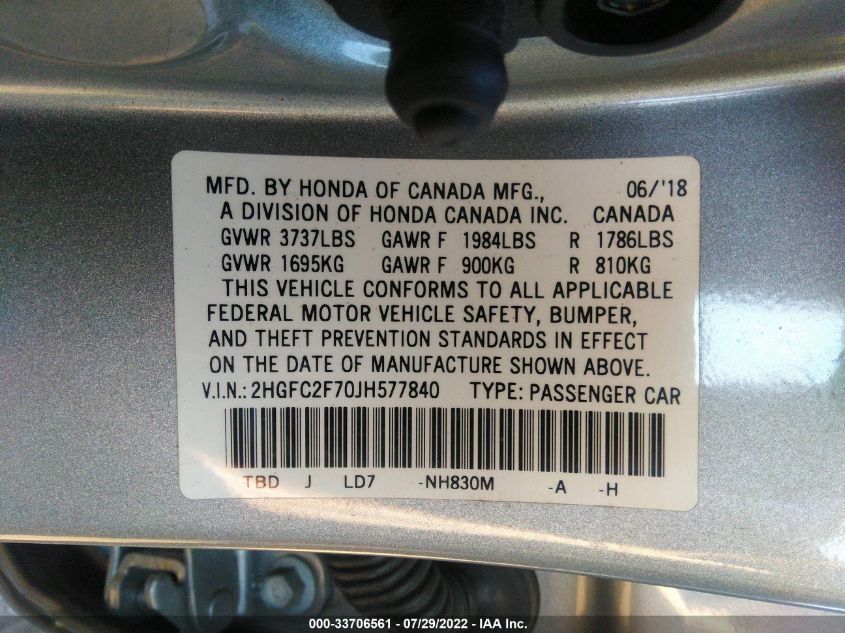 MFD. BY HONDA OF CANADA MFG., 06/'18
A DIVISION OF HONDA CANADA INC. CANADA
GVWR 3737LBS GAWR F 1984LBS R 1786LBS
GVWR 1695KG GAWR F 900KG R 810KG
THIS VEHICLE CONFORMS TO ALL APPLICABLE
FEDERAL MOTOR VEHICLE SAFETY, BUMPER,
AND THEFT PREVENTION STANDARDS IN EFFECT
ON THE DATE OF MANUFACTURE SHOWN ABOVE.
V.I.N.: 2HGFC2F70JH577840 TYPE: PASSENGER CAR
TBD J LD7 -NH830M -A -H
000-33706561 / 07/29/2022 - IAA Inc.